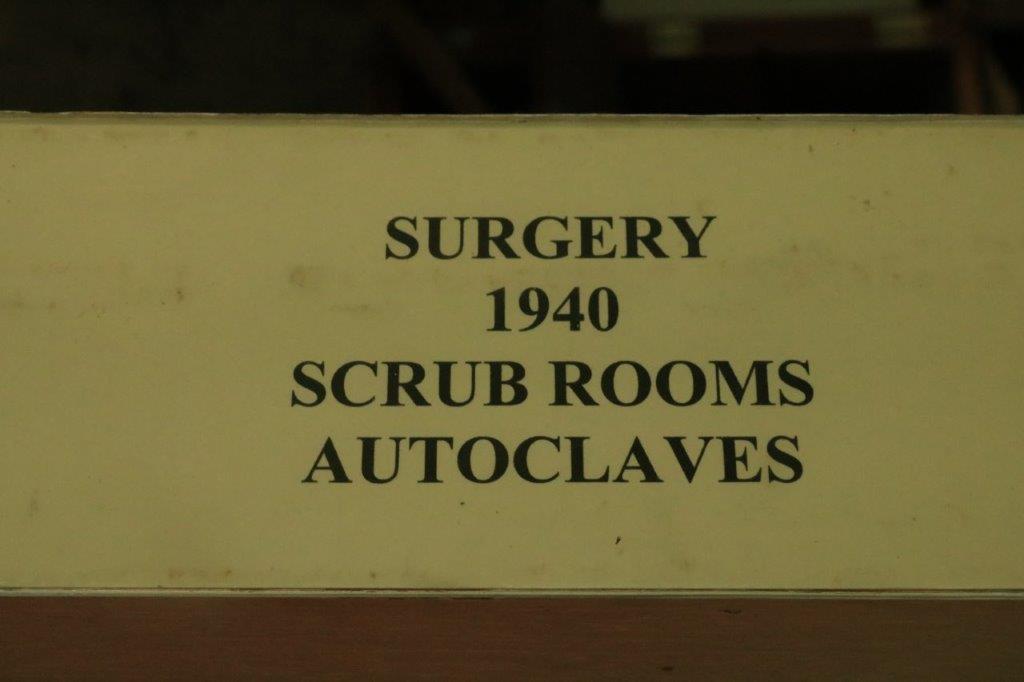 SURGERY
1940
SCRUB ROOMS
AUTOCLAVES